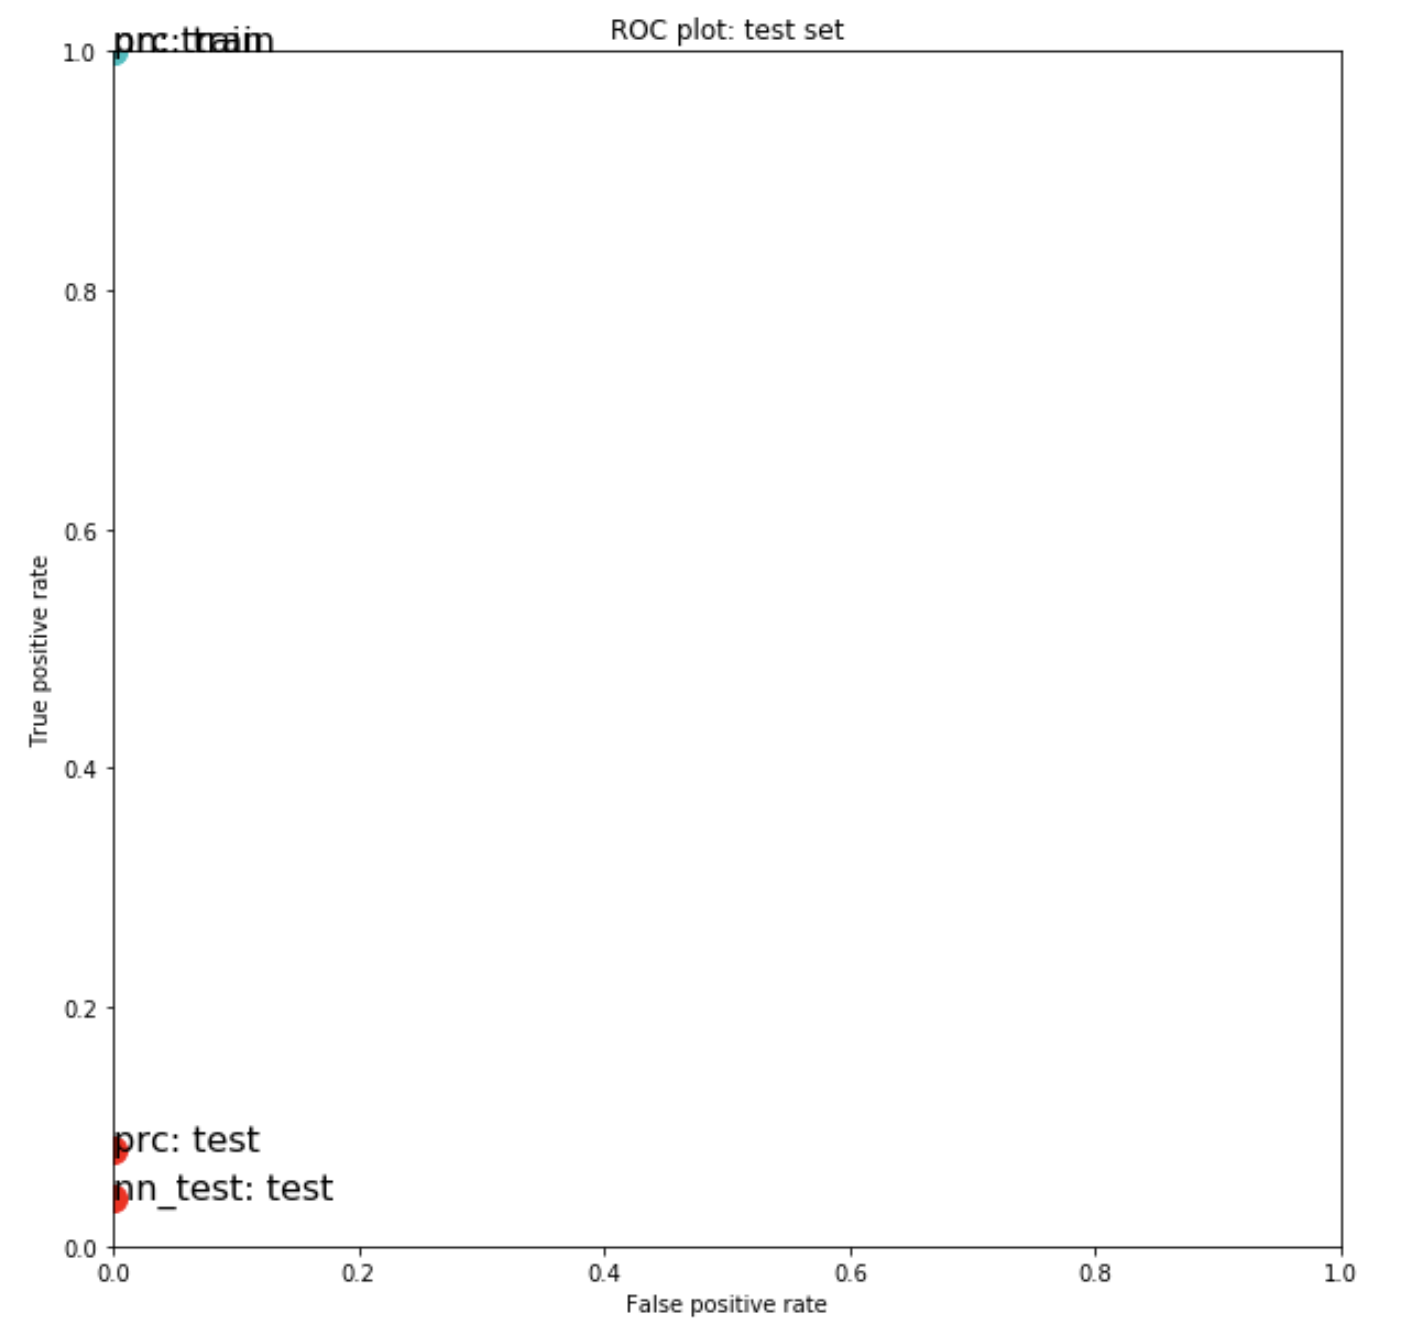 ROC plot: test set
prc: train
1.0
0.8
0.6
0.4
0.2
0.0
True positive rate
prc: test
nn_test: test
0.0 0.2 0.4 0.6 0.8 1.0
False positive rate